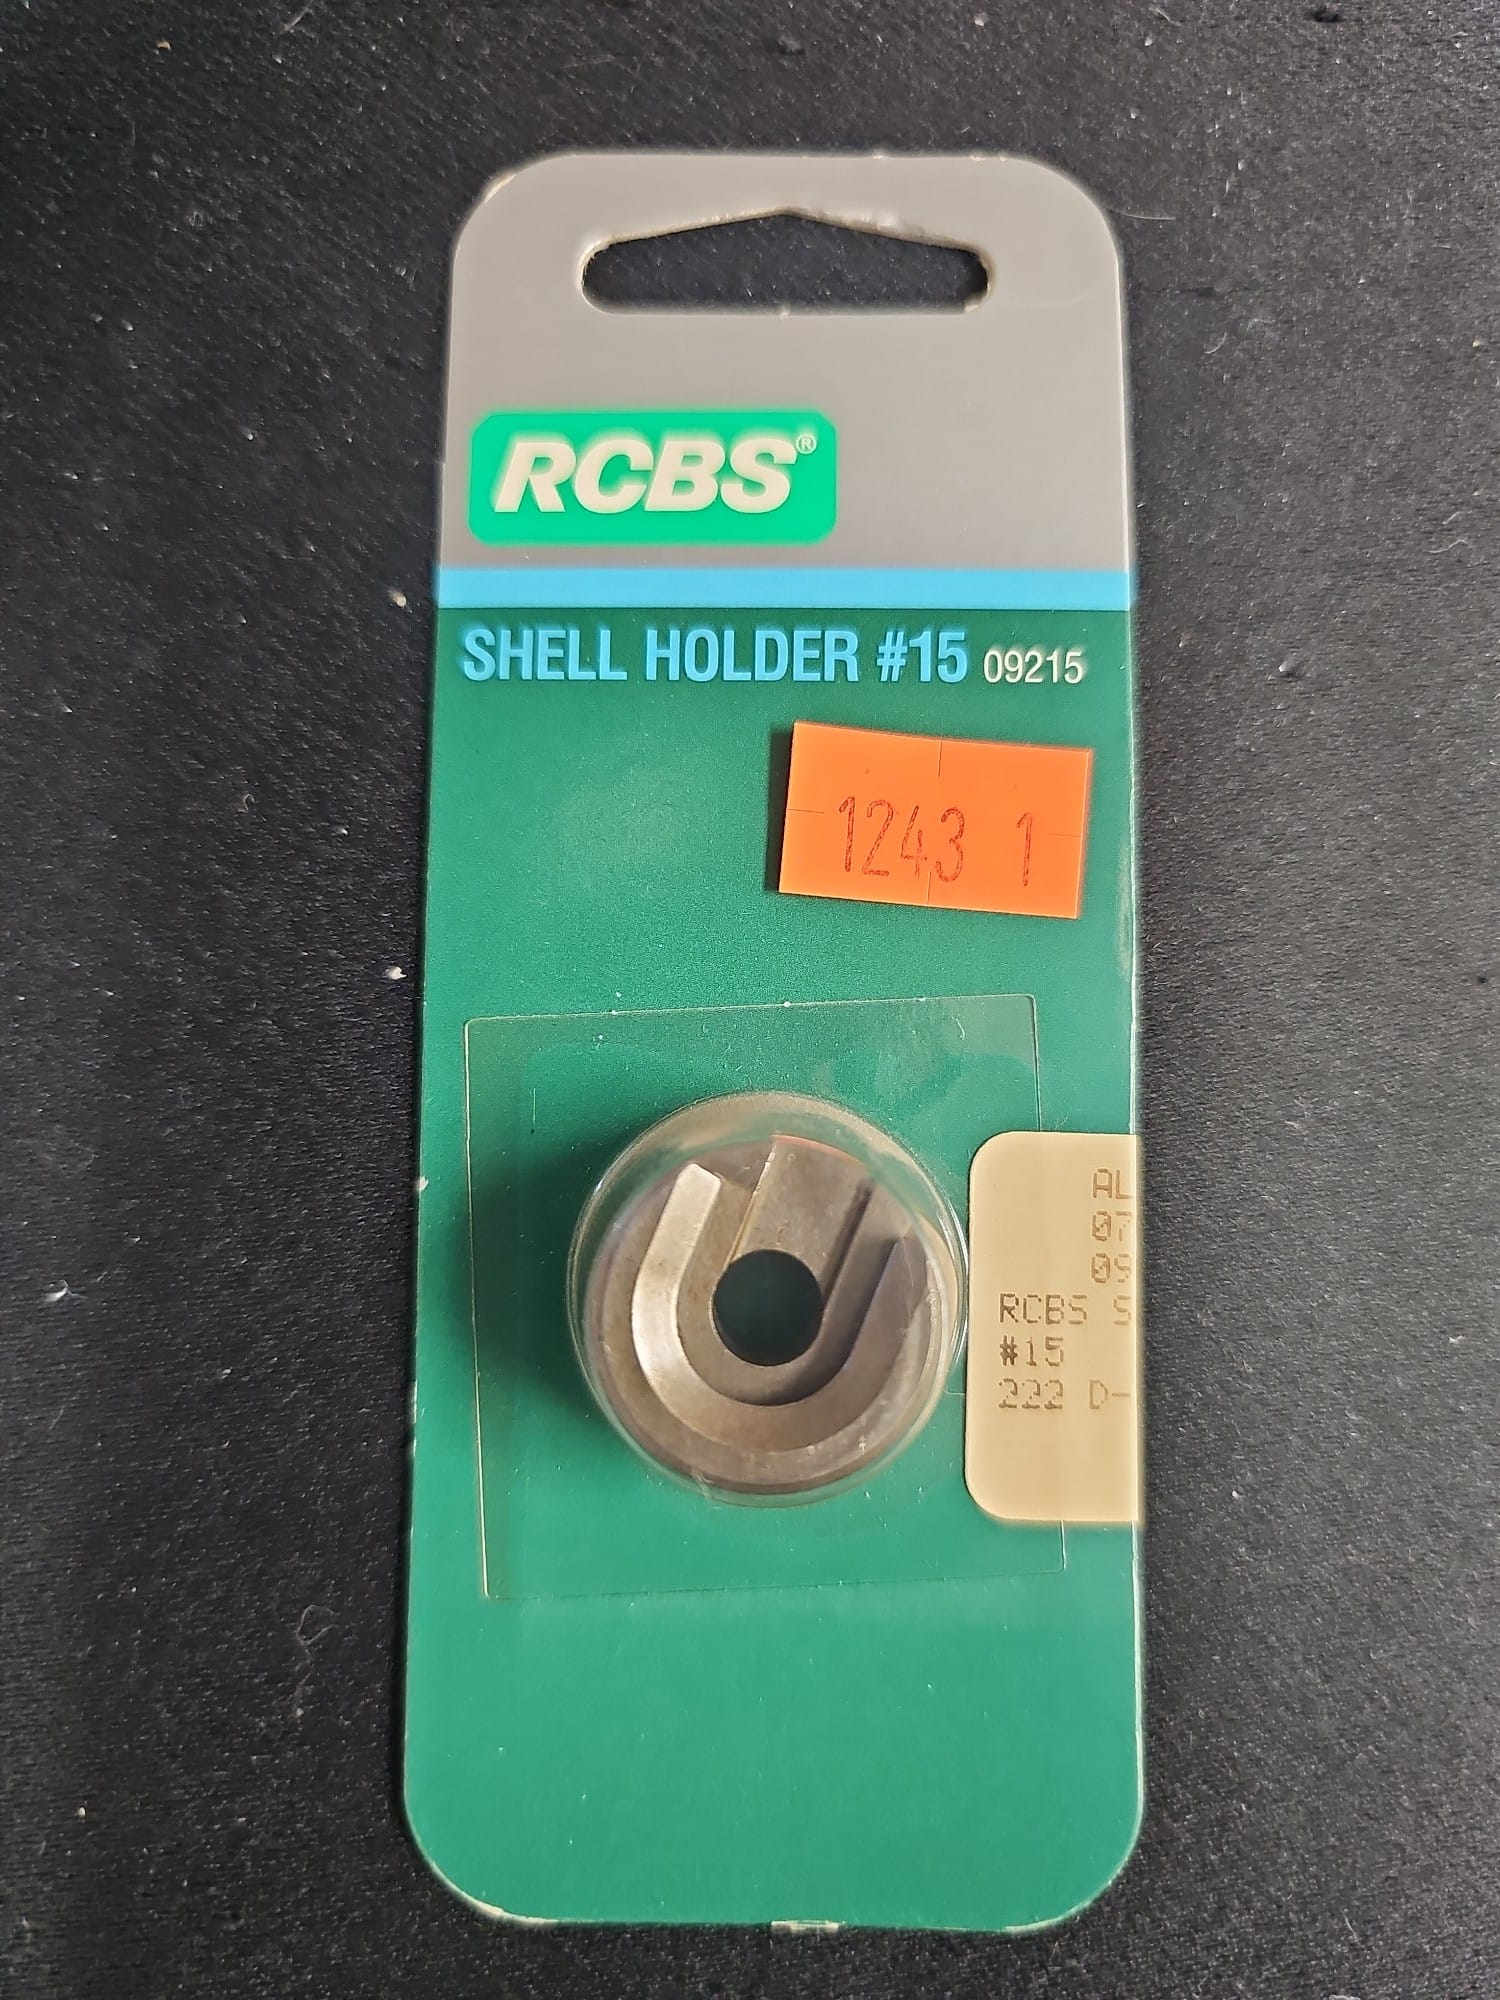 RCBS®
SHELL HOLDER #15 09215
1243 1
AL
07
09
RCBS S
#15
222 D-